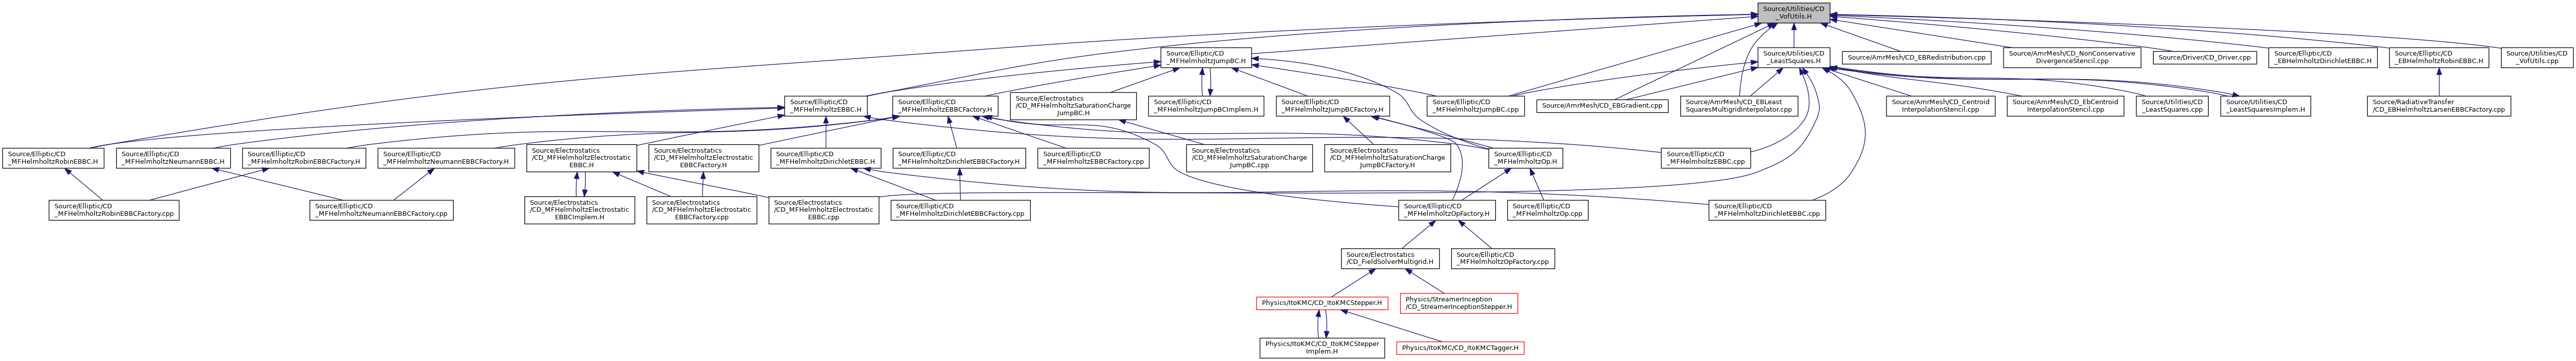 Source/Utilities/CD
_VofUtils.H
Source/Elliptic/CD
_MFHelmholtzJumpBC.H
Source/Utilities/CD
_LeastSquares.H
Source/AmrMesh/CD_EBRedistribution.cpp
Source/AmrMesh/CD_NonConservative
DivergenceStencil.cpp
Source/Driver/CD_Driver.cpp
Source/Elliptic/CD
_EBHelmholtzDirichletEBBC.H
Source/Elliptic/CD
_EBHelmholtzRobinEBBC.H
Source/Utilities/CD
_VofUtils.cpp
Source/Elliptic/CD
_MFHelmholtzEBBC.H
Source/Elliptic/CD
_MFHelmholtzEBBCFactory.H
Source/Electrostatics
/CD_MFHelmholtzSaturationCharge
JumpBC.H
Source/Elliptic/CD
_MFHelmholtzJumpBCImplem.H
Source/Elliptic/CD
_MFHelmholtzJumpBCFactory.H
Source/Elliptic/CD
_MFHelmholtzJumpBC.cpp
Source/AmrMesh/CD_EBGradient.cpp
Source/AmrMesh/CD_EBLeast
SquaresMultigridInterpolator.cpp
Source/AmrMesh/CD_Centroid
InterpolationStencil.cpp
Source/AmrMesh/CD_EbCentroid
InterpolationStencil.cpp
Source/Utilities/CD
_LeastSquares.cpp
Source/Utilities/CD
_LeastSquaresImplem.H
Source/RadiativeTransfer
/CD_EBHelmholtzLarsenEBBCFactory.cpp
Source/Elliptic/CD
_MFHelmholtzRobinEBBC.H
Source/Elliptic/CD
_MFHelmholtzNeumannEBBC.H
Source/Elliptic/CD
_MFHelmholtzRobinEBBCFactory.H
Source/Elliptic/CD
_MFHelmholtzNeumannEBBCFactory.H
Source/Electrostatics
/CD_MFHelmholtzElectrostatic
EBBC.H
Source/Electrostatics
/CD_MFHelmholtzElectrostatic
EBBCFactory.H
Source/Elliptic/CD
_MFHelmholtzDirichletEBBC.H
Source/Elliptic/CD
_MFHelmholtzDirichletEBBCFactory.H
Source/Elliptic/CD
_MFHelmholtzEBBCFactory.cpp
Source/Electrostatics
/CD_MFHelmholtzSaturationCharge
JumpBC.cpp
Source/Electrostatics
/CD_MFHelmholtzSaturationCharge
JumpBCFactory.H
Source/Elliptic/CD
_MFHelmholtzOp.H
Source/Elliptic/CD
_MFHelmholtzEBBC.cpp
Source/Elliptic/CD
_MFHelmholtzRobinEBBCFactory.cpp
Source/Elliptic/CD
_MFHelmholtzNeumannEBBCFactory.cpp
Source/Electrostatics
/CD_MFHelmholtzElectrostatic
EBBCImplem.H
Source/Electrostatics
/CD_MFHelmholtzElectrostatic
EBBCFactory.cpp
Source/Electrostatics
/CD_MFHelmholtzElectrostatic
EBBC.cpp
Source/Elliptic/CD
_MFHelmholtzDirichletEBBCFactory.cpp
Source/Elliptic/CD
_MFHelmholtzOpFactory.H
Source/Elliptic/CD
_MFHelmholtzOp.cpp
Source/Elliptic/CD
_MFHelmholtzDirichletEBBC.cpp
Source/Electrostatics
/CD_FieldSolverMultigrid.H
Source/Elliptic/CD
_MFHelmholtzOpFactory.cpp
Physics/ItoKMC/CD_ItoKMCStepper.H
Physics/StreamerInception
/CD_StreamerInceptionStepper.H
Physics/ItoKMC/CD_ItoKMCStepper
Implem.H
Physics/ItoKMC/CD_ItoKMCTagger.H